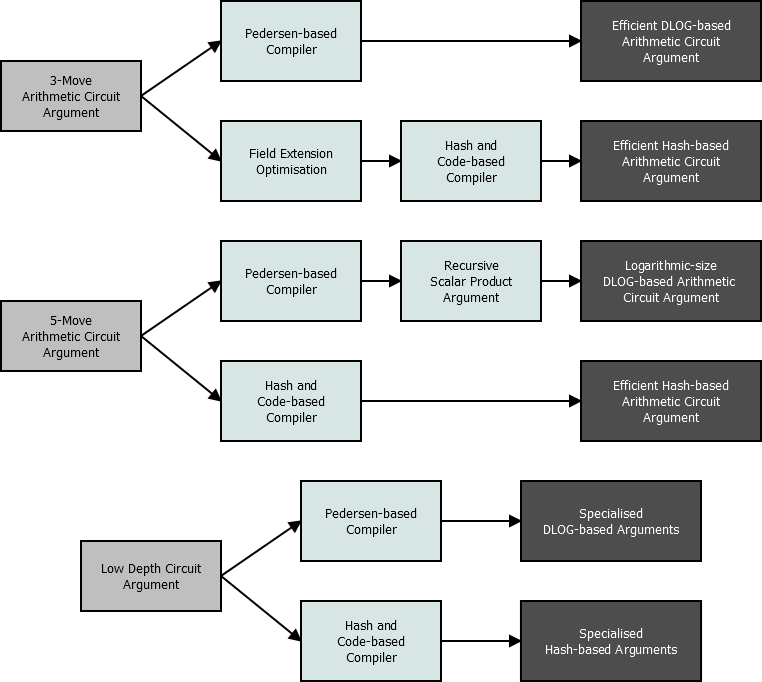 Pedersen-based
Compiler
Efficient DLOG-based
Arithmetic Circuit
Argument
3-Move
Arithmetic Circuit
Argument
Field Extension
Optimisation
Hash and
Code-based
Compiler
Efficient Hash-based
Arithmetic Circuit
Argument
Pedersen-based
Compiler
Recursive
Scalar Product
Argument
Logarithmic-size
DLOG-based Arithmetic
Circuit Argument
5-Move
Arithmetic Circuit
Argument
Hash and
Code-based
Compiler
Efficient Hash-based
Arithmetic Circuit
Argument
Pedersen-based
Compiler
Specialised
DLOG-based Arguments
Low Depth Circuit
Argument
Hash and
Code-based
Compiler
Specialised
Hash-based Arguments